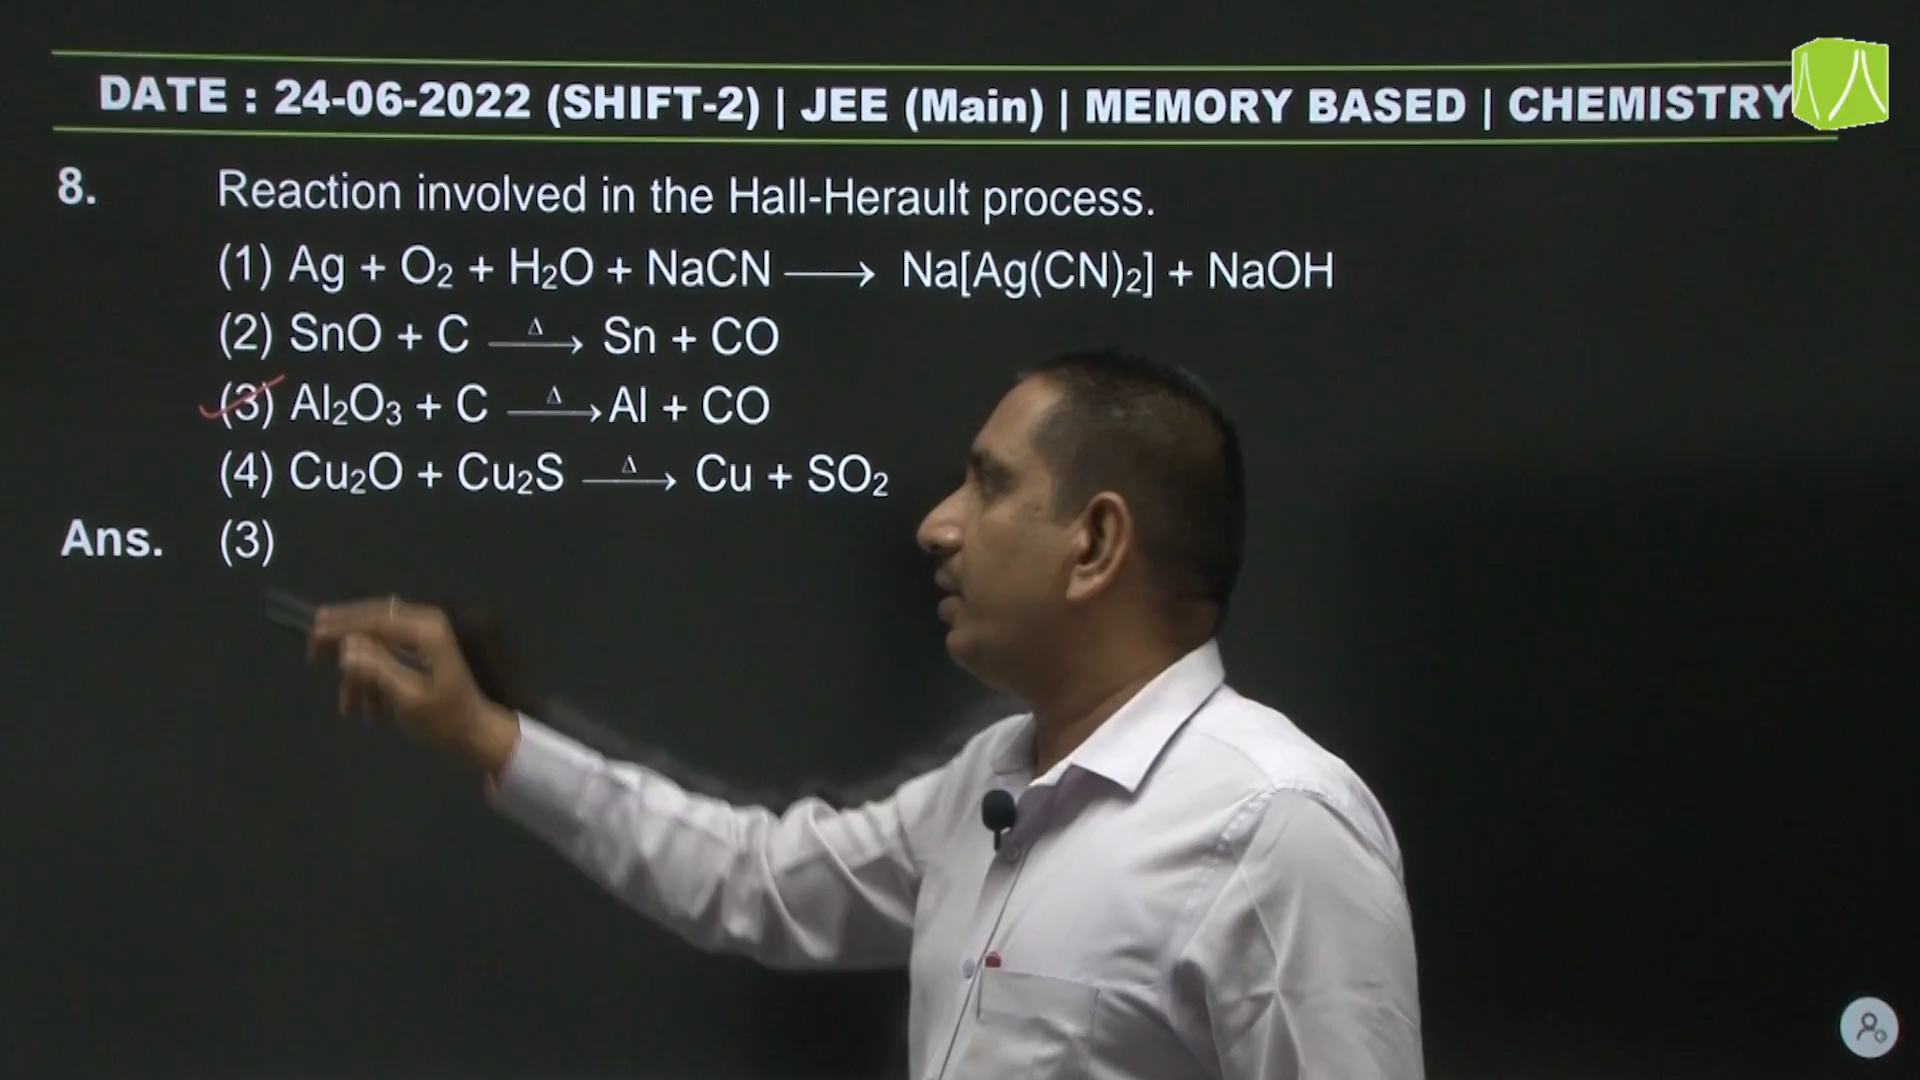 DATE : 24-06-2022 (SHIFT-2) | JEE (Main) | MEMORY BASED | CHEMISTRY
8. Reaction involved in the Hall-Herault process.
(1) Ag + O₂ + H₂O + NaCN ⟶ Na[Ag(CN)₂] + NaOH
(2) SnO + C —Δ→ Sn + CO
(3) Al₂O₃ + C —Δ→ Al + CO
(4) Cu₂O + Cu₂S —Δ→ Cu + SO₂
Ans. (3)